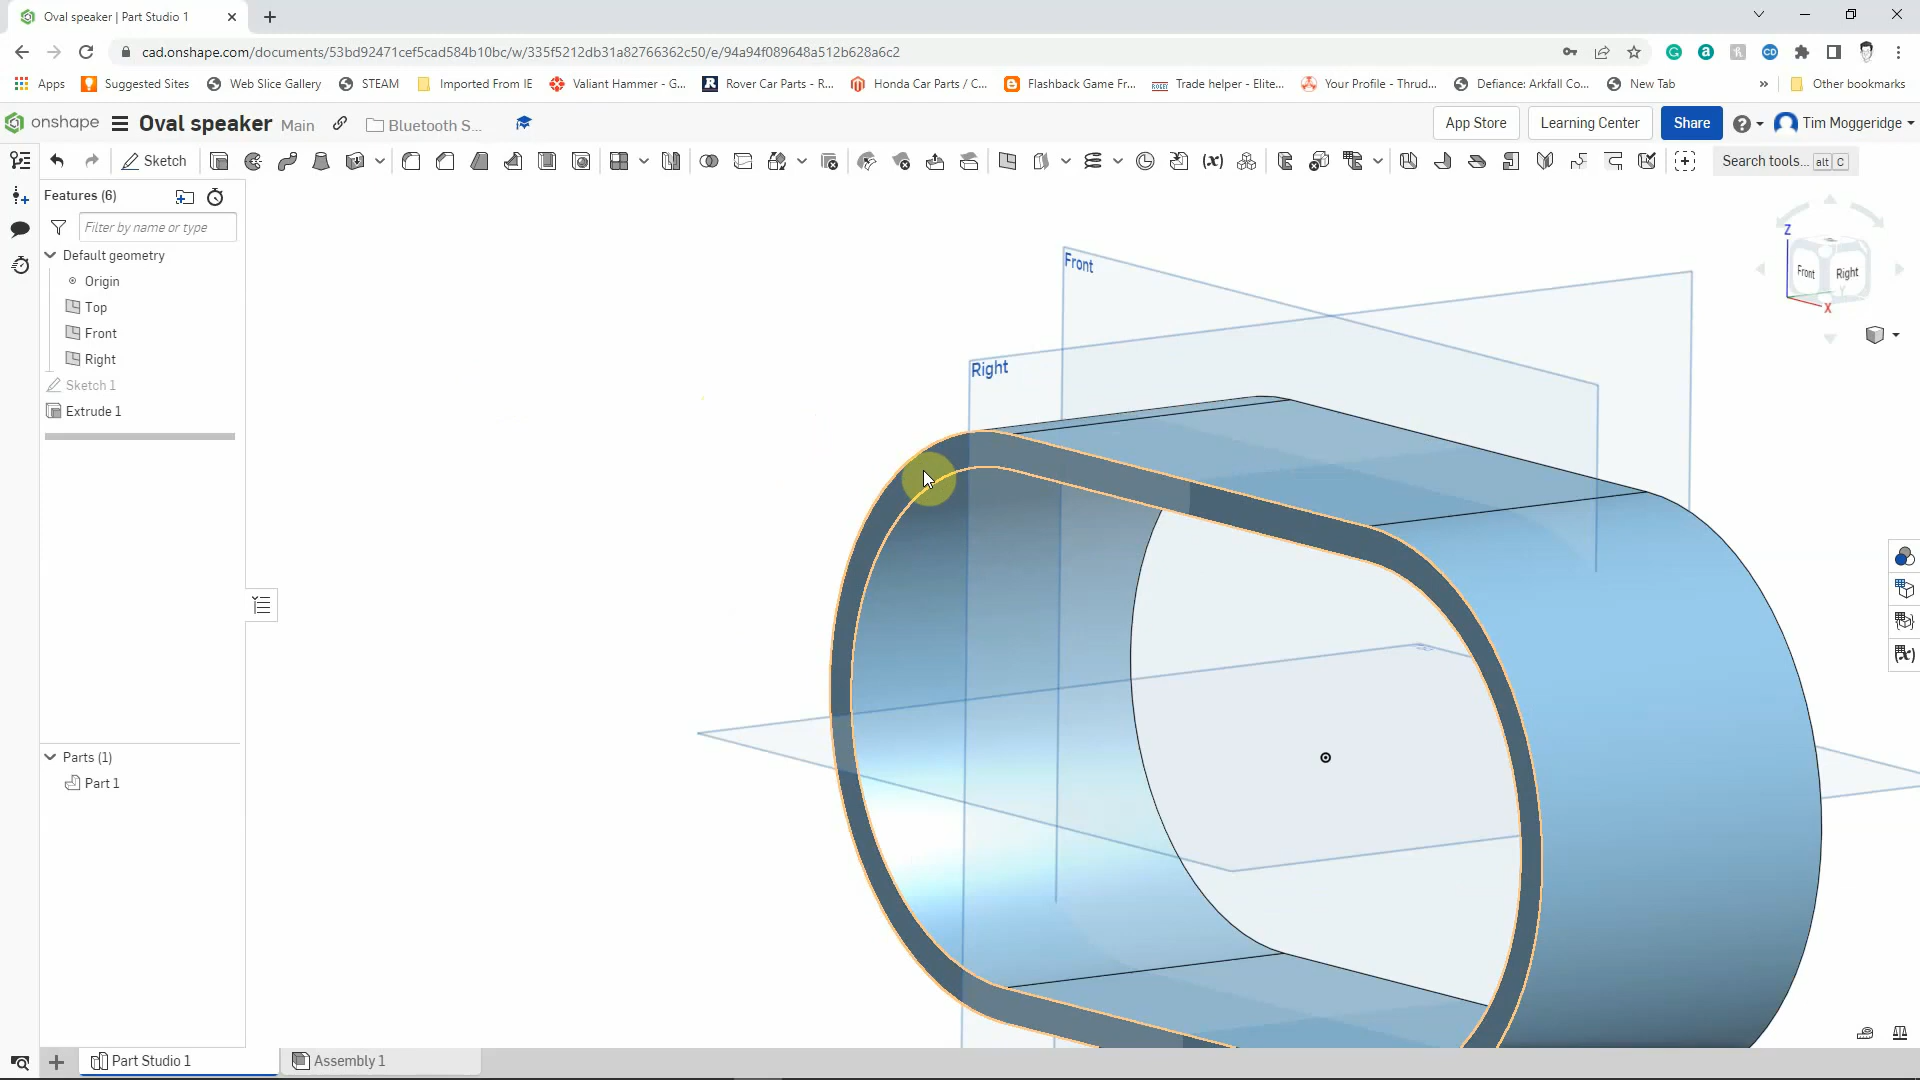 Oval speaker | Part Studio 1
cad.onshape.com/documents/53bd92471cef5cad584b10bc/w/335f5212db31a82766362c50/e/94a94f089648a512b628a6c2
Apps
Suggested Sites
Web Slice Gallery
STEAM
Imported From IE
Valiant Hammer - G...
Rover Car Parts - R...
Honda Car Parts / C...
Flashback Game Fr...
Trade helper - Elite...
Your Profile - Thrud...
Defiance: Arkfall Co...
New Tab
»
Other bookmarks
onshape
Oval speaker
Main
Bluetooth S...
App Store
Learning Center
Share
Tim Moggeridge
Sketch
Search tools... alt C
Features (6)
Filter by name or type
Default geometry
Origin
Top
Front
Right
Sketch 1
Extrude 1
Parts (1)
Part 1
Front
Right
Z
Front
Right
Y
X
Part Studio 1
Assembly 1